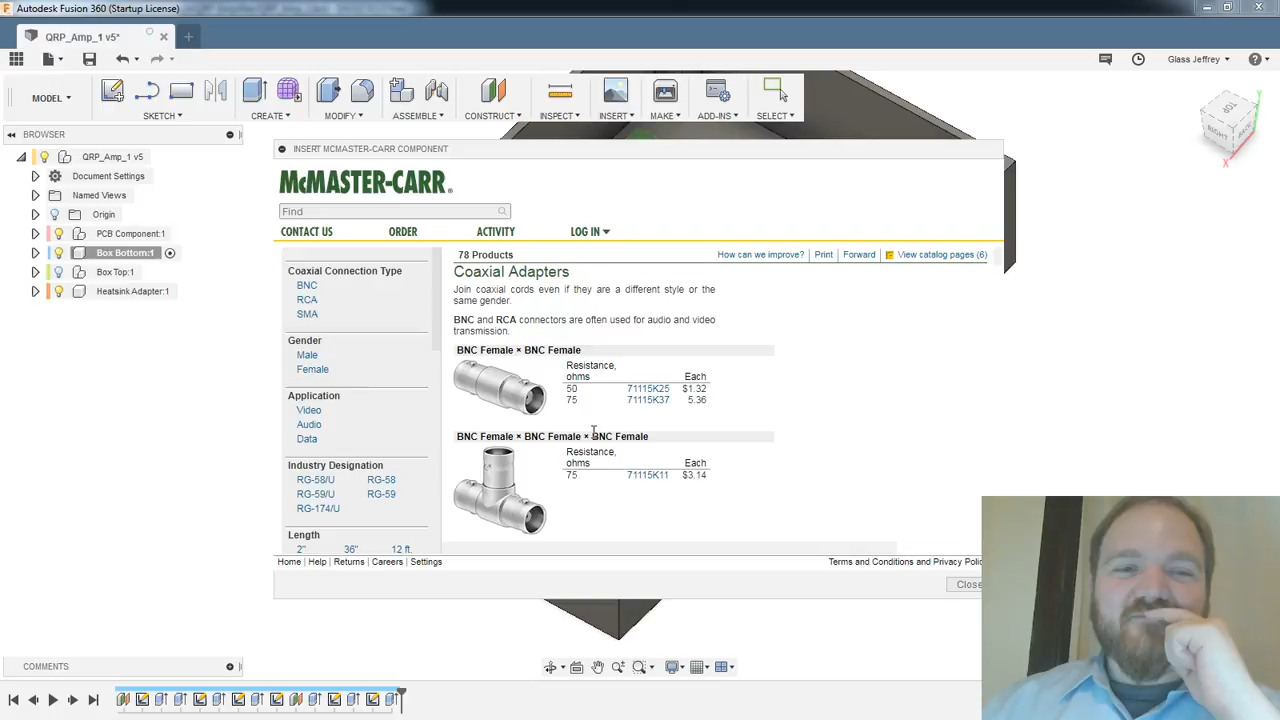 Autodesk Fusion 360 (Startup License)
QRP_Amp_1 v5*
Glass Jeffrey
MODEL
SKETCH
CREATE
MODIFY
ASSEMBLE
CONSTRUCT
INSPECT
INSERT
MAKE
ADD-INS
SELECT
TOP
RIGHT
BACK
Y
X
BROWSER
QRP_Amp_1 v5
Document Settings
Named Views
Origin
PCB Component:1
Box Bottom:1
Box Top:1
Heatsink Adapter:1
INSERT MCMASTER-CARR COMPONENT
McMASTER-CARR
Find
CONTACT US ORDER ACTIVITY LOG IN
Coaxial Connection Type
BNC
RCA
SMA
Gender
Male
Female
Application
Video
Audio
Data
Industry Designation
RG-58/U RG-58
RG-59/U RG-59
RG-174/U
Length
2" 36" 12 ft.
78 Products How can we improve? Print Forward View catalog pages (6)
Coaxial Adapters
Join coaxial cords even if they are a different style or the
same gender.
BNC and RCA connectors are often used for audio and video
transmission.
BNC Female × BNC Female
Resistance,
ohms Each
50 71115K25 $1.32
75 71115K37 5.36
BNC Female × BNC Female × BNC Female
Resistance,
ohms Each
75 71115K11 $3.14
Home | Help | Returns | Careers | Settings
Terms and Conditions and Privacy Polic
Close
COMMENTS